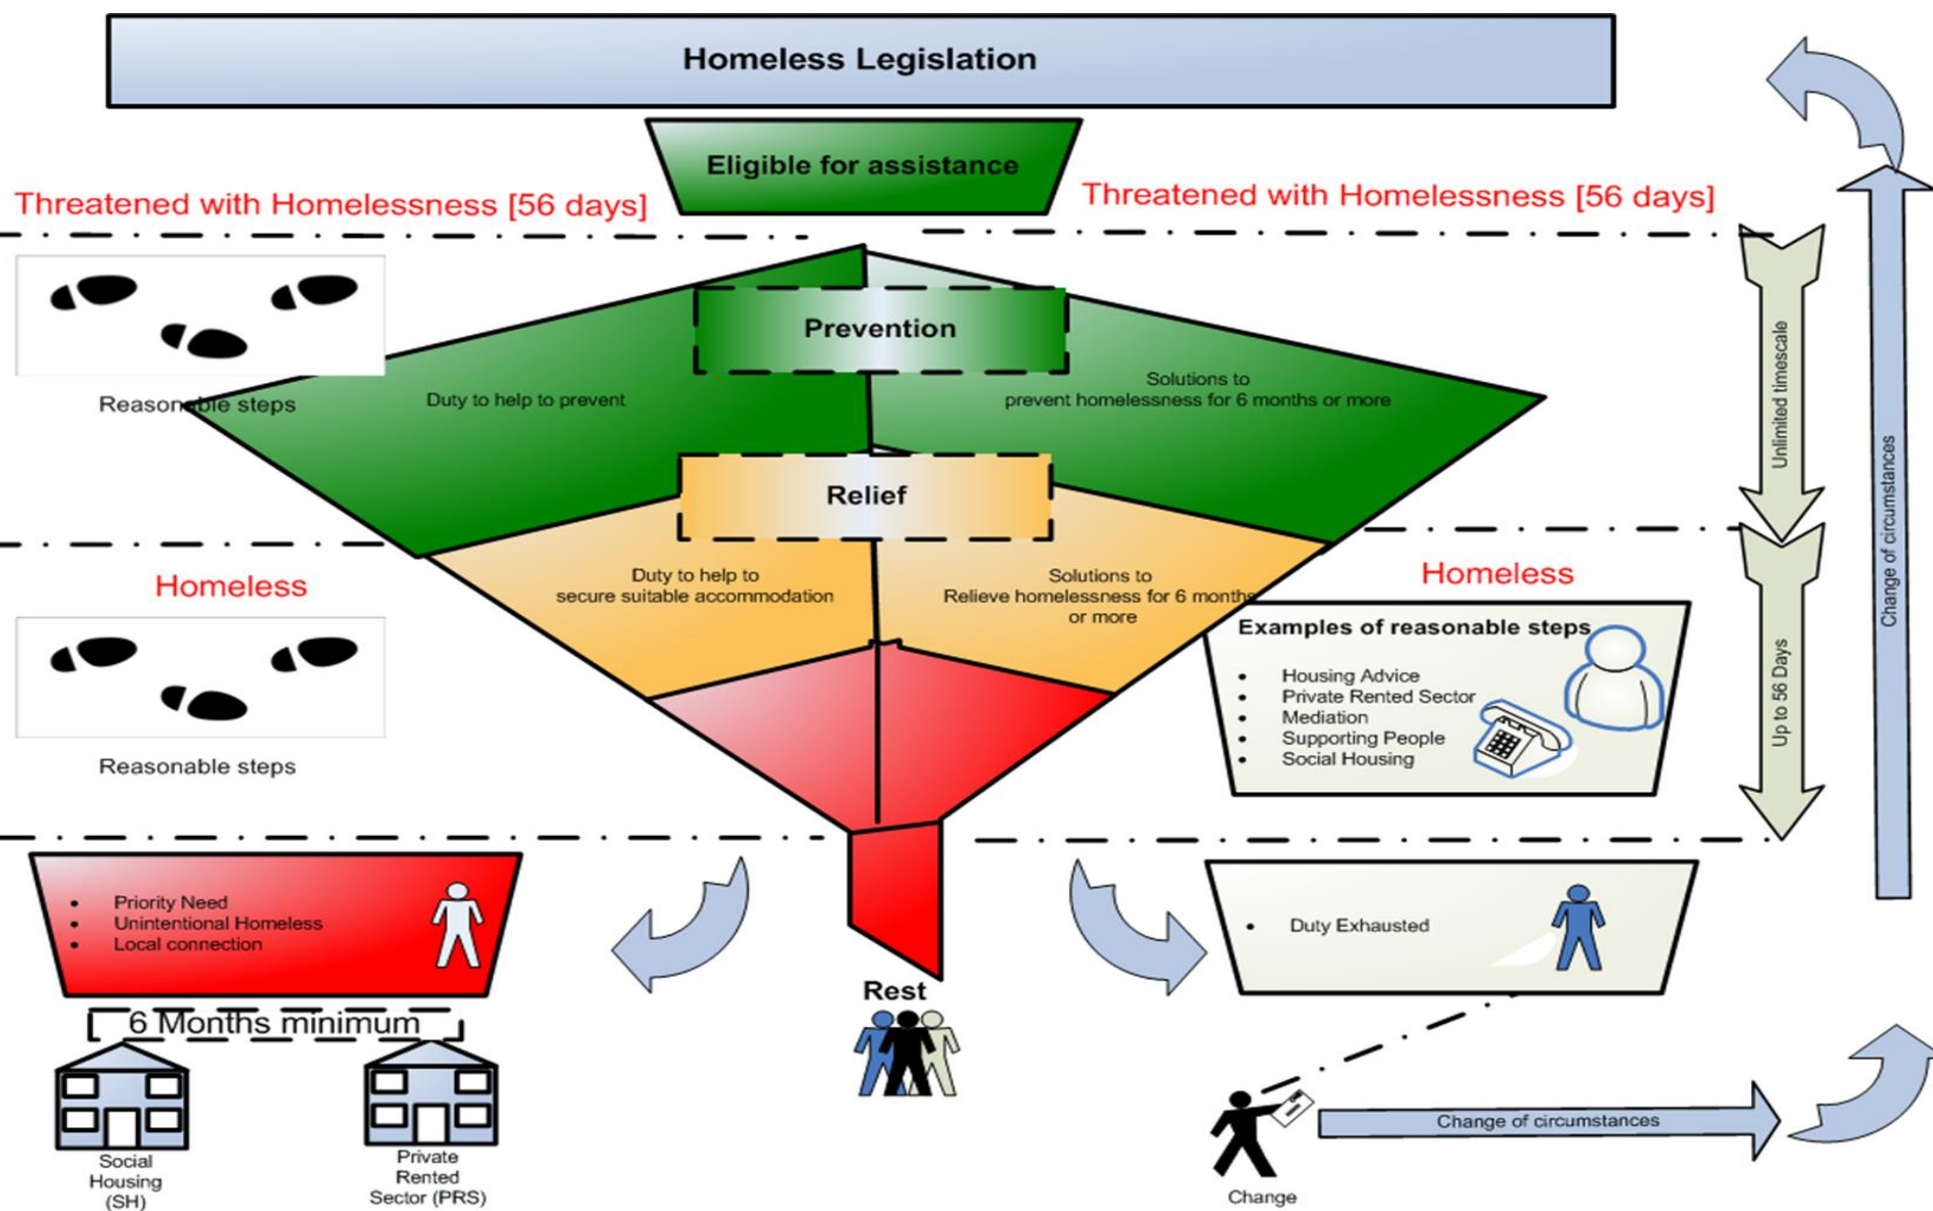 Homeless Legislation
Eligible for assistance
Threatened with Homelessness [56 days]
Threatened with Homelessness [56 days]
Prevention
Reasonable steps
Duty to help to prevent
Solutions to
prevent homelessness for 6 months or more
Unlimited timescale
Change of circumstances
Relief
Homeless
Duty to help to
secure suitable accommodation
Solutions to
Relieve homelessness for 6 months
or more
Homeless
Reasonable steps
Examples of reasonable steps
• Housing Advice
• Private Rented Sector
• Mediation
• Supporting People
• Social Housing
Up to 56 Days
• Priority Need
• Unintentional Homeless
• Local connection
• Duty Exhausted
Rest
6 Months minimum
Social
Housing
(SH)
Private
Rented
Sector (PRS)
Change
Change of circumstances